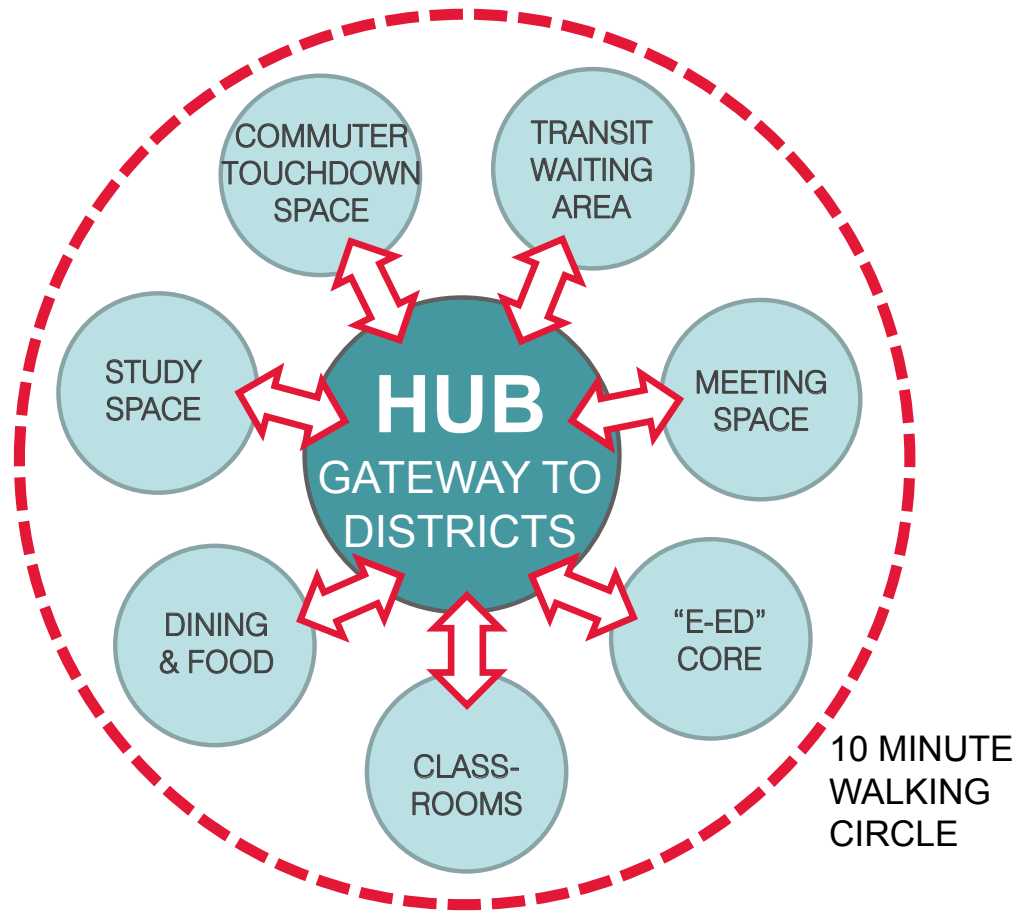 COMMUTER
TOUCHDOWN
SPACE
TRANSIT
WAITING
AREA
STUDY
SPACE
HUB
GATEWAY TO
DISTRICTS
MEETING
SPACE
DINING
& FOOD
"E-ED"
CORE
CLASS-
ROOMS
10 MINUTE
WALKING
CIRCLE